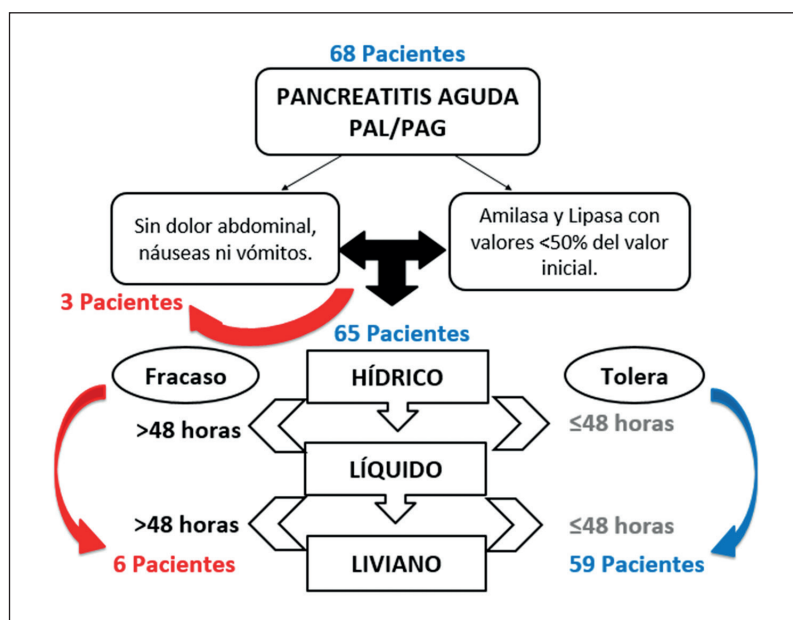 68 Pacientes
PANCREATITIS AGUDA
PAL/PAG
Sin dolor abdominal,
náuseas ni vómitos.
Amilasa y Lipasa con
valores <50% del valor
inicial.
3 Pacientes
65 Pacientes
Fracaso
HÍDRICO
Tolera
>48 horas
≤48 horas
LÍQUIDO
>48 horas
≤48 horas
6 Pacientes
LIVIANO
59 Pacientes